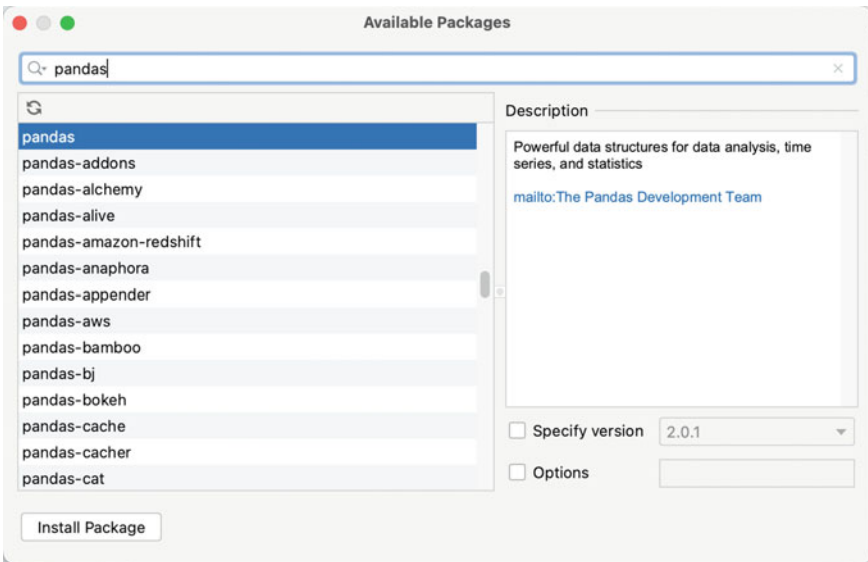 Available Packages
pandas
pandas
pandas-addons
pandas-alchemy
pandas-alive
pandas-amazon-redshift
pandas-anaphora
pandas-appender
pandas-aws
pandas-bamboo
pandas-bj
pandas-bokeh
pandas-cache
pandas-cacher
pandas-cat
Description
Powerful data structures for data analysis, time
series, and statistics
mailto:The Pandas Development Team
Specify version 2.0.1
Options
Install Package